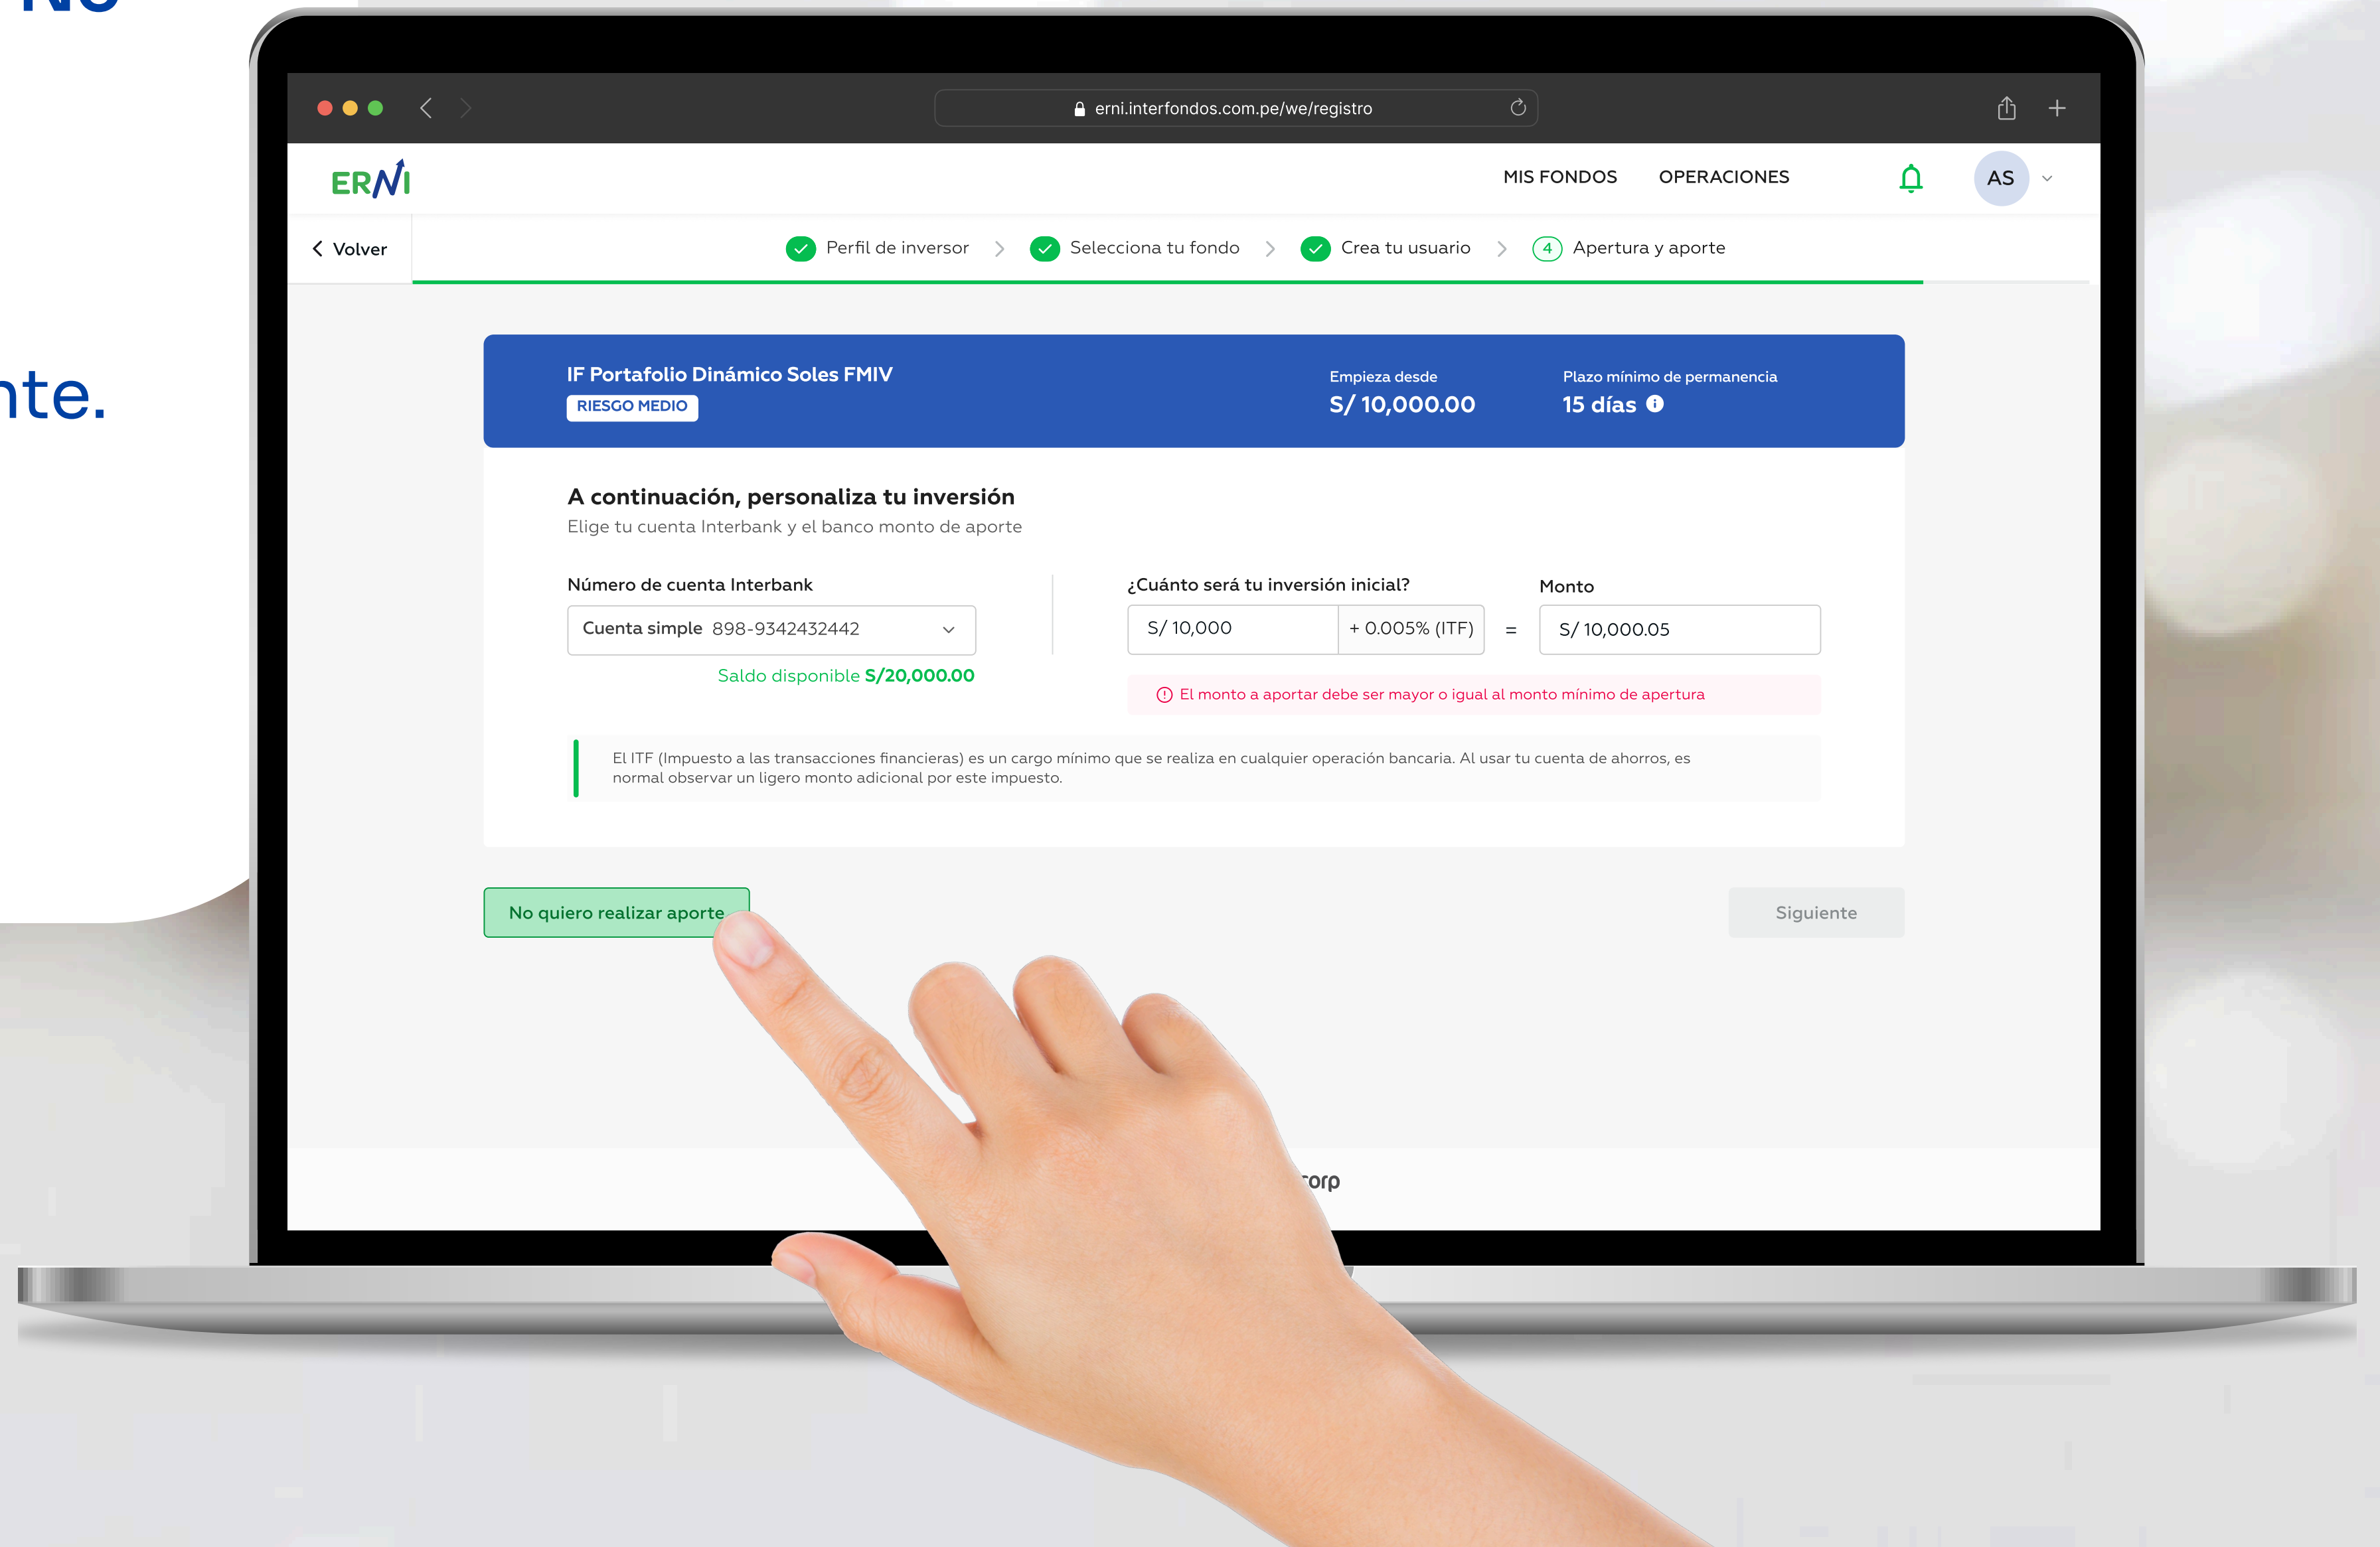 erni.interfondos.com.pe/we/registro
ERNI
MIS FONDOS OPERACIONES AS
Volver
Perfil de inversor Selecciona tu fondo Crea tu usuario 4 Apertura y aporte
IF Portafolio Dinámico Soles FMIV
RIESGO MEDIO
Empieza desde
S/ 10,000.00
Plazo mínimo de permanencia
15 días
A continuación, personaliza tu inversión
Elige tu cuenta Interbank y el banco monto de aporte
Número de cuenta Interbank
Cuenta simple 898-9342432442
Saldo disponible S/20,000.00
¿Cuánto será tu inversión inicial?
S/ 10,000 + 0.005% (ITF) =
Monto
S/ 10,000.05
El monto a aportar debe ser mayor o igual al monto mínimo de apertura
El ITF (Impuesto a las transacciones financieras) es un cargo mínimo que se realiza en cualquier operación bancaria. Al usar tu cuenta de ahorros, es
normal observar un ligero monto adicional por este impuesto.
No quiero realizar aporte
Siguiente
corp
nte.